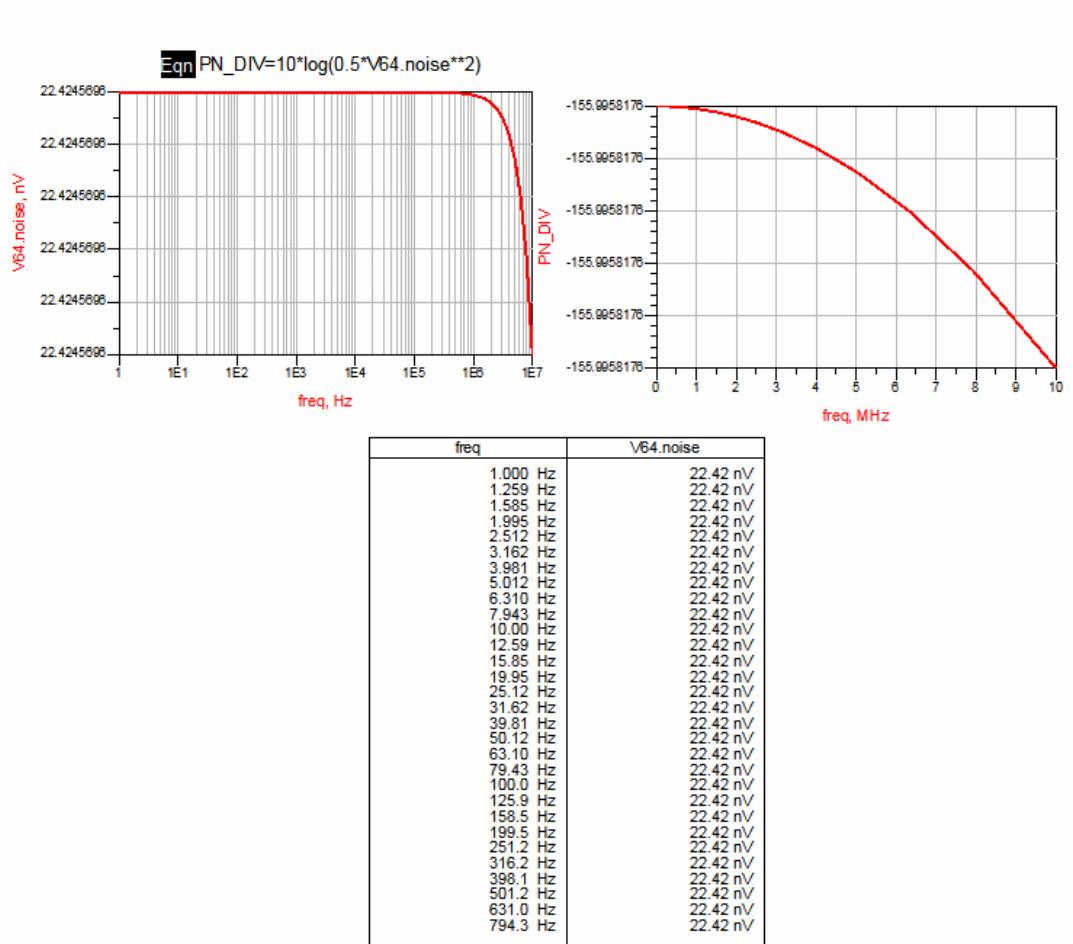 Eqn PN_DIV=10*log(0.5*V64.noise**2)
22.4245696
22.4245696
22.4245696
22.4245696
22.4245696
22.4245696
V64.noise, nV
1 1E1 1E2 1E3 1E4 1E5 1E6 1E7
freq, Hz
-155.9958176
-155.9958176
-155.9958176
-155.9958176
-155.9958176
-155.9958176
PN_DIV
0 1 2 3 4 5 6 7 8 9 10
freq, MHz
freq V64.noise
1.000 Hz 22.42 nV
1.259 Hz 22.42 nV
1.585 Hz 22.42 nV
1.995 Hz 22.42 nV
2.512 Hz 22.42 nV
3.162 Hz 22.42 nV
3.981 Hz 22.42 nV
5.012 Hz 22.42 nV
6.310 Hz 22.42 nV
7.943 Hz 22.42 nV
10.00 Hz 22.42 nV
12.59 Hz 22.42 nV
15.85 Hz 22.42 nV
19.95 Hz 22.42 nV
25.12 Hz 22.42 nV
31.62 Hz 22.42 nV
39.81 Hz 22.42 nV
50.12 Hz 22.42 nV
63.10 Hz 22.42 nV
79.43 Hz 22.42 nV
100.0 Hz 22.42 nV
125.9 Hz 22.42 nV
158.5 Hz 22.42 nV
199.5 Hz 22.42 nV
251.2 Hz 22.42 nV
316.2 Hz 22.42 nV
398.1 Hz 22.42 nV
501.2 Hz 22.42 nV
631.0 Hz 22.42 nV
794.3 Hz 22.42 nV